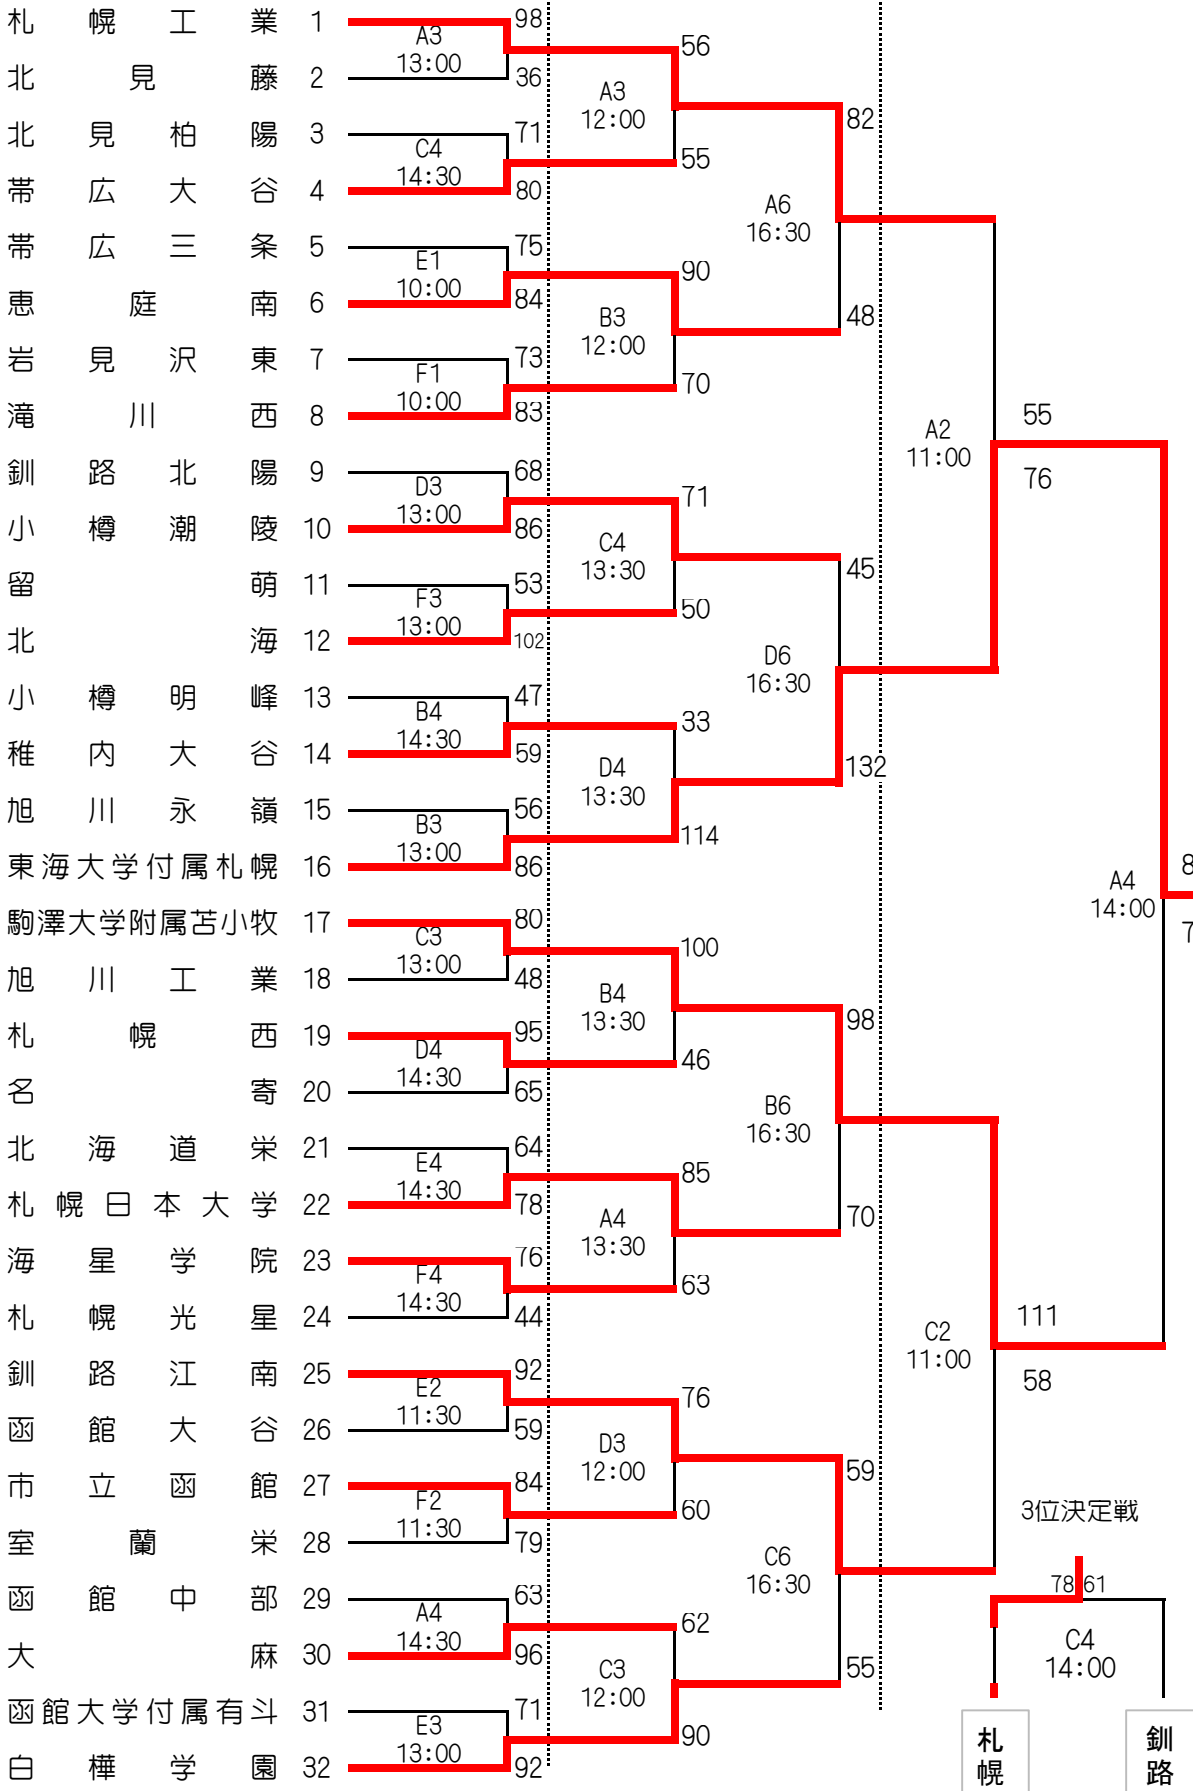 札幌工業 1 98
A3
13:00
北見藤 2 36
北見柏陽 3 71
C4
14:30
帯広大谷 4 80
帯広三条 5 75
E1
10:00
恵庭南 6 84
岩見沢東 7 73
F1
10:00
滝川西 8 83
釧路北陽 9 68
D3
13:00
小樽潮陵 10 86
留萌 11 53
F3
13:00
北海 12 102
小樽明峰 13 47
B4
14:30
稚内大谷 14 59
旭川永嶺 15 56
B3
13:00
東海大学付属札幌 16 86
駒澤大学附属苫小牧 17 80
C3
13:00
旭川工業 18 48
札幌西 19 95
D4
14:30
名寄 20 65
北海道栄 21 64
E4
14:30
札幌日本大学 22 78
海星学院 23 76
F4
14:30
札幌光星 24 44
釧路江南 25 92
E2
11:30
函館大谷 26 59
市立函館 27 84
F2
11:30
室蘭栄 28 79
函館中部 29 63
A4
14:30
大麻 30 96
函館大学付属有斗 31 71
E3
13:00
白樺学園 32 92
56
A3
12:00
55
90
B3
12:00
70
71
C4
13:30
50
33
D4
13:30
114
100
B4
13:30
46
85
A4
13:30
63
76
D3
12:00
60
62
C3
12:00
90
82
A6
16:30
48
45
D6
16:30
132
98
B6
16:30
70
59
C6
16:30
55
55
A2
11:00
76
111
C2
11:00
58
8
A4
14:00
7
3位決定戦
78 61
C4
14:00
札幌
釧路